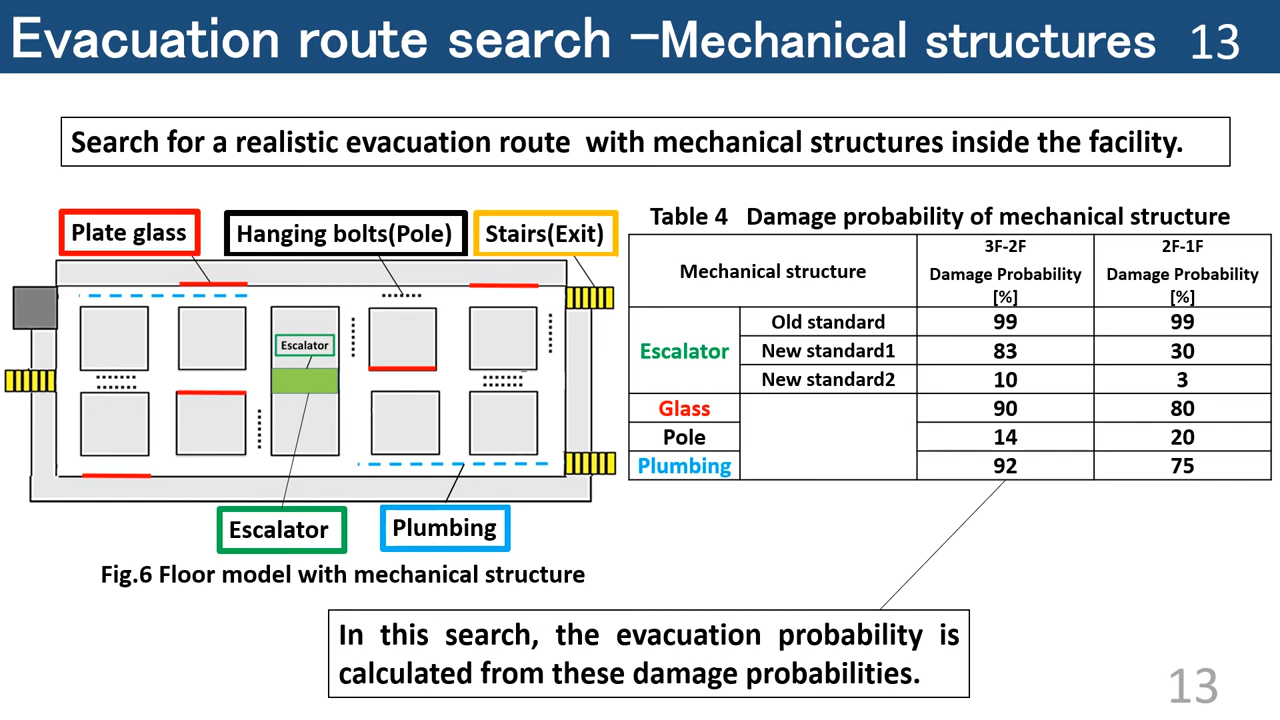 Evacuation route search −Mechanical structures 13
Search for a realistic evacuation route with mechanical structures inside the facility.
Plate glass
Hanging bolts(Pole)
Stairs(Exit)
Escalator
Escalator
Plumbing
Fig.6 Floor model with mechanical structure
Table 4 Damage probability of mechanical structure
Mechanical structure
3F-2F
Damage Probability
[%]
2F-1F
Damage Probability
[%]
Escalator
Old standard 99 99
New standard1 83 30
New standard2 10 3
Glass 90 80
Pole 14 20
Plumbing 92 75
In this search, the evacuation probability is
calculated from these damage probabilities.
13